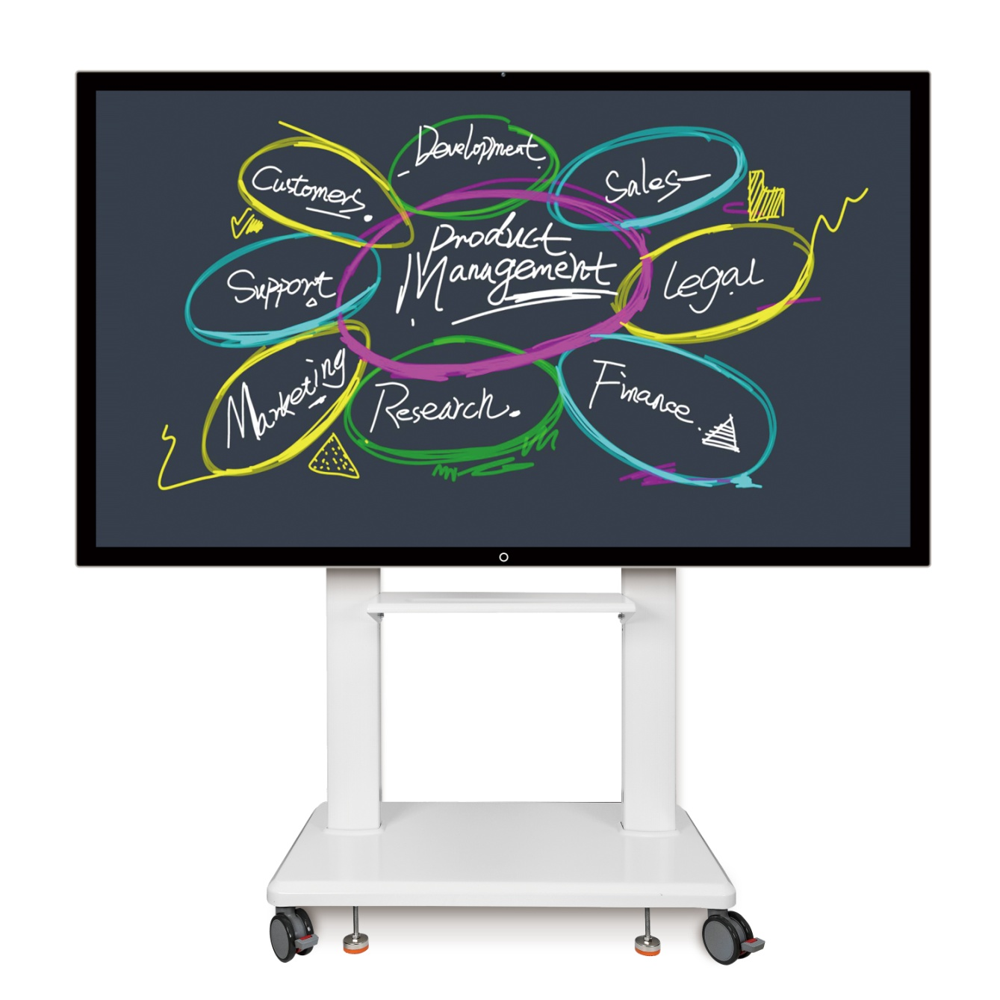 Development
Customers.
Sales
Product
Management
Support
Legal
Marketing
Research.
Finance.